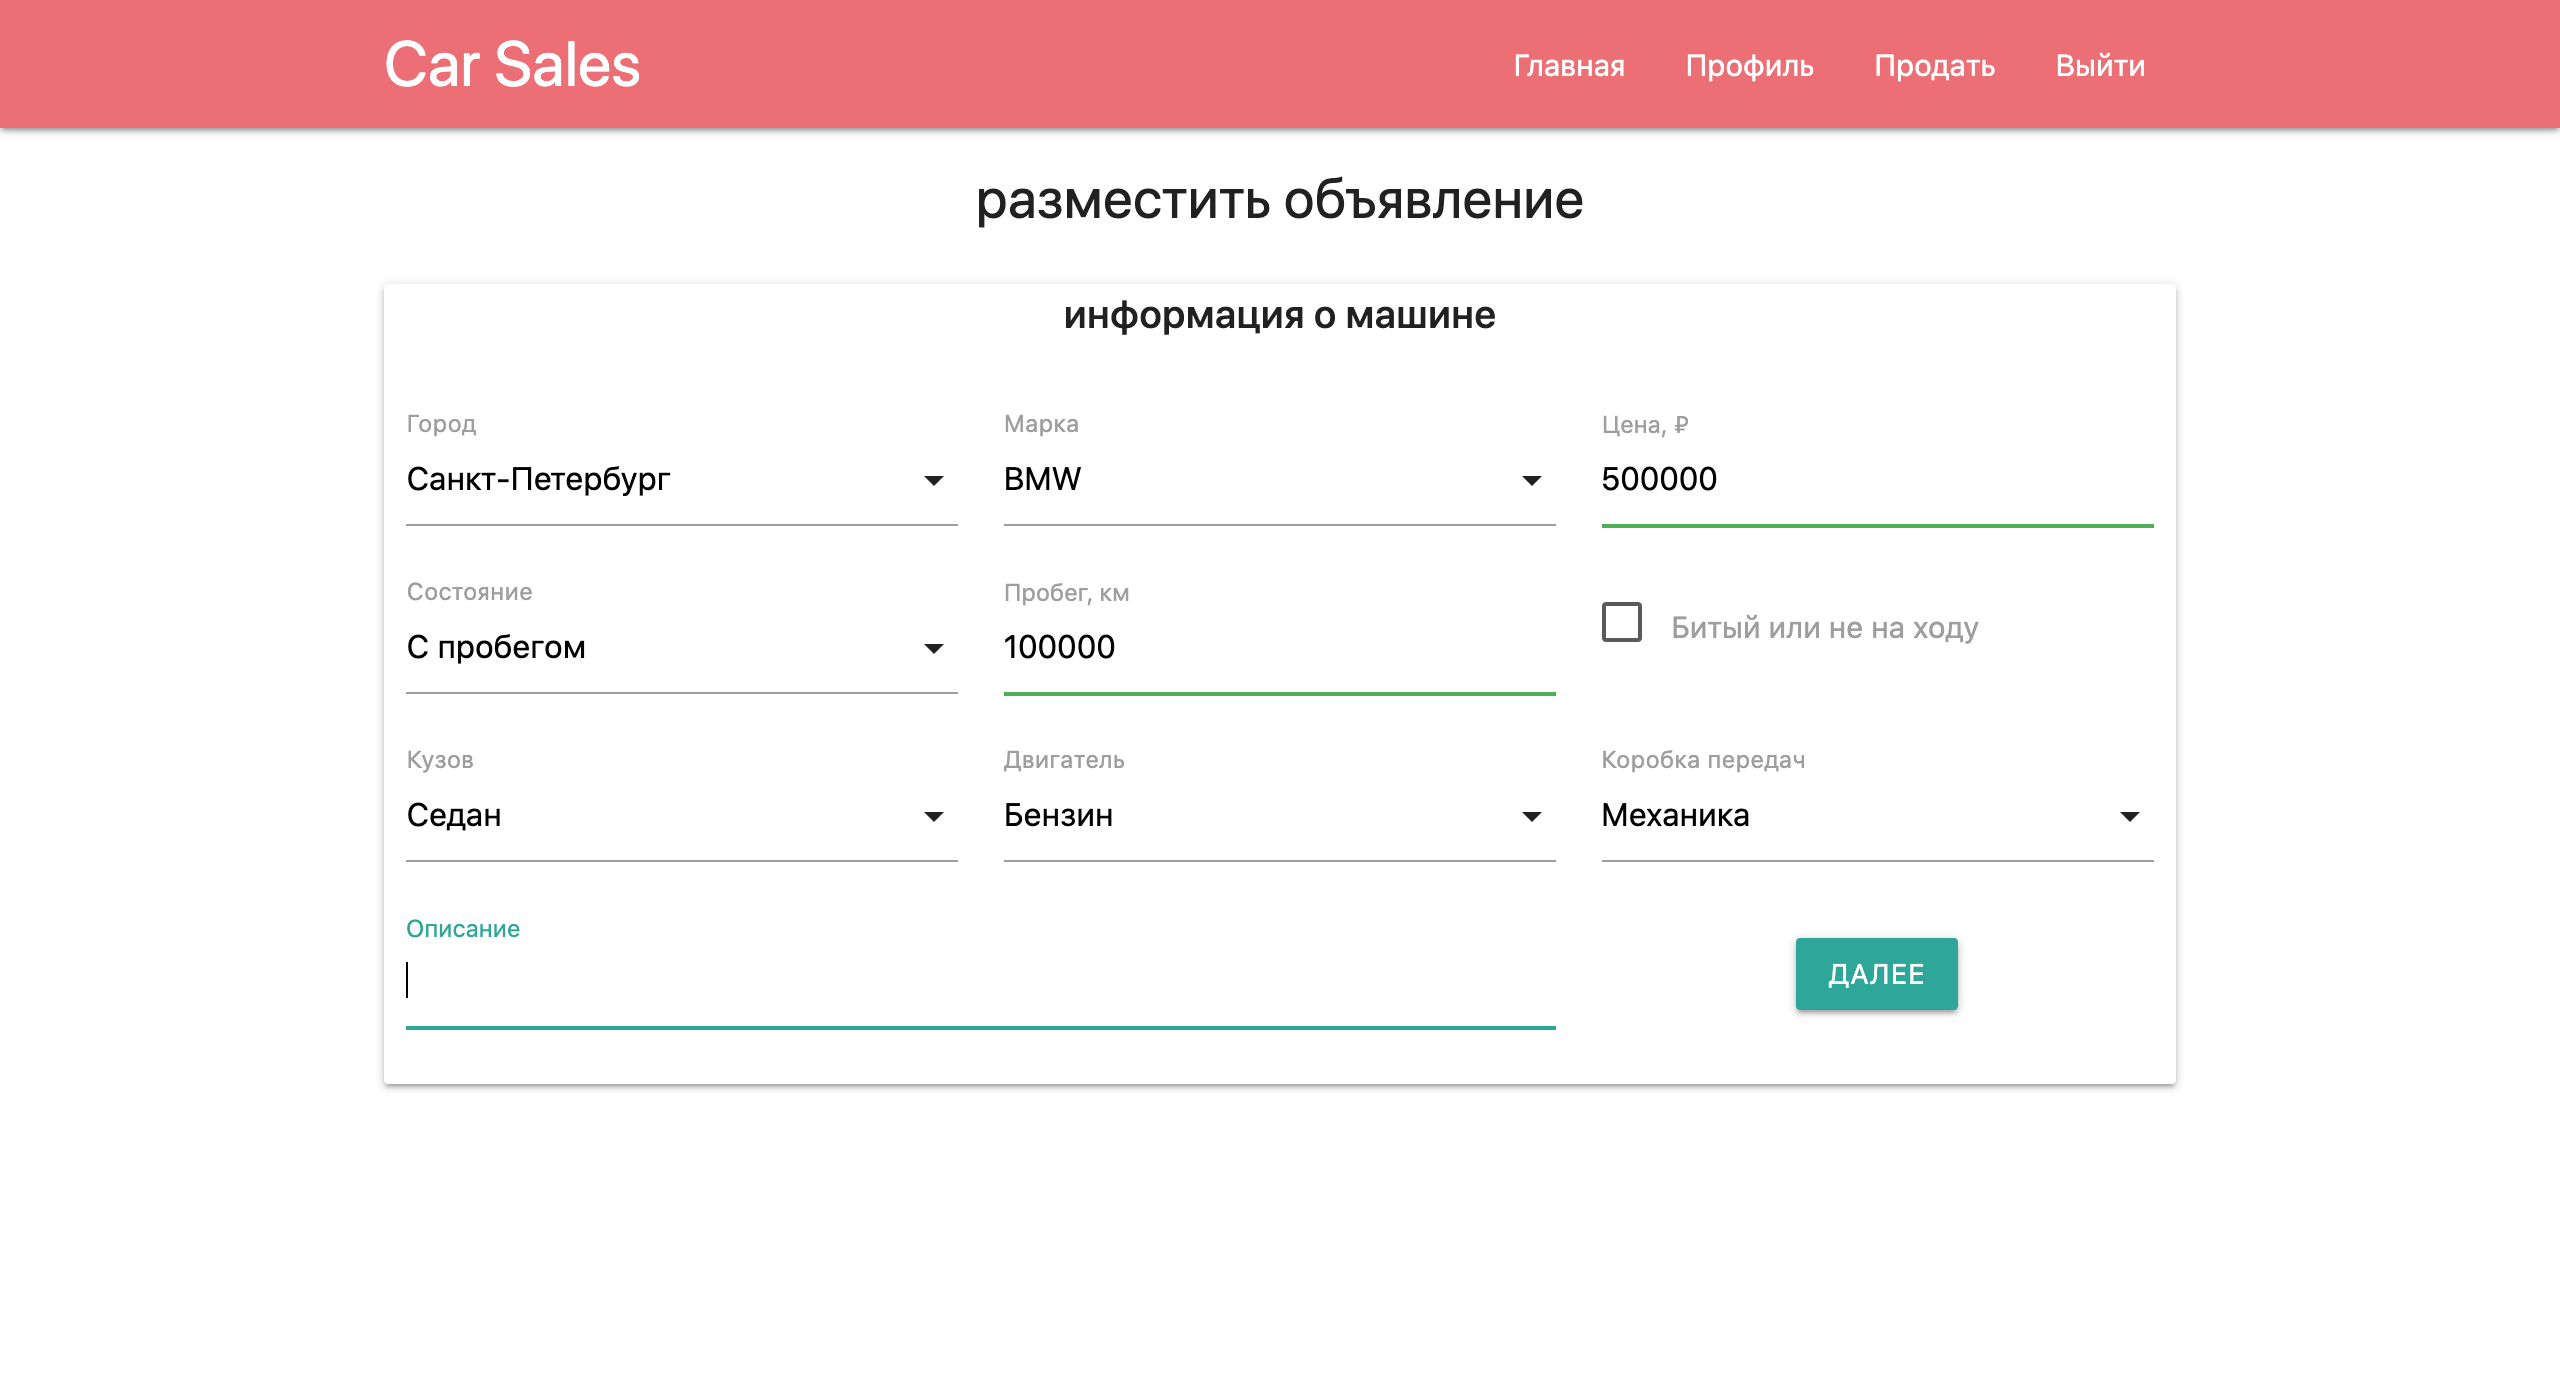 Car Sales
Главная Профиль Продать Выйти
разместить объявление
информация о машине
Город Марка Цена, ₽
Санкт-Петербург BMW 500000
Состояние Пробег, км
С пробегом 100000 Битый или не на ходу
Кузов Двигатель Коробка передач
Седан Бензин Механика
Описание
ДАЛЕЕ